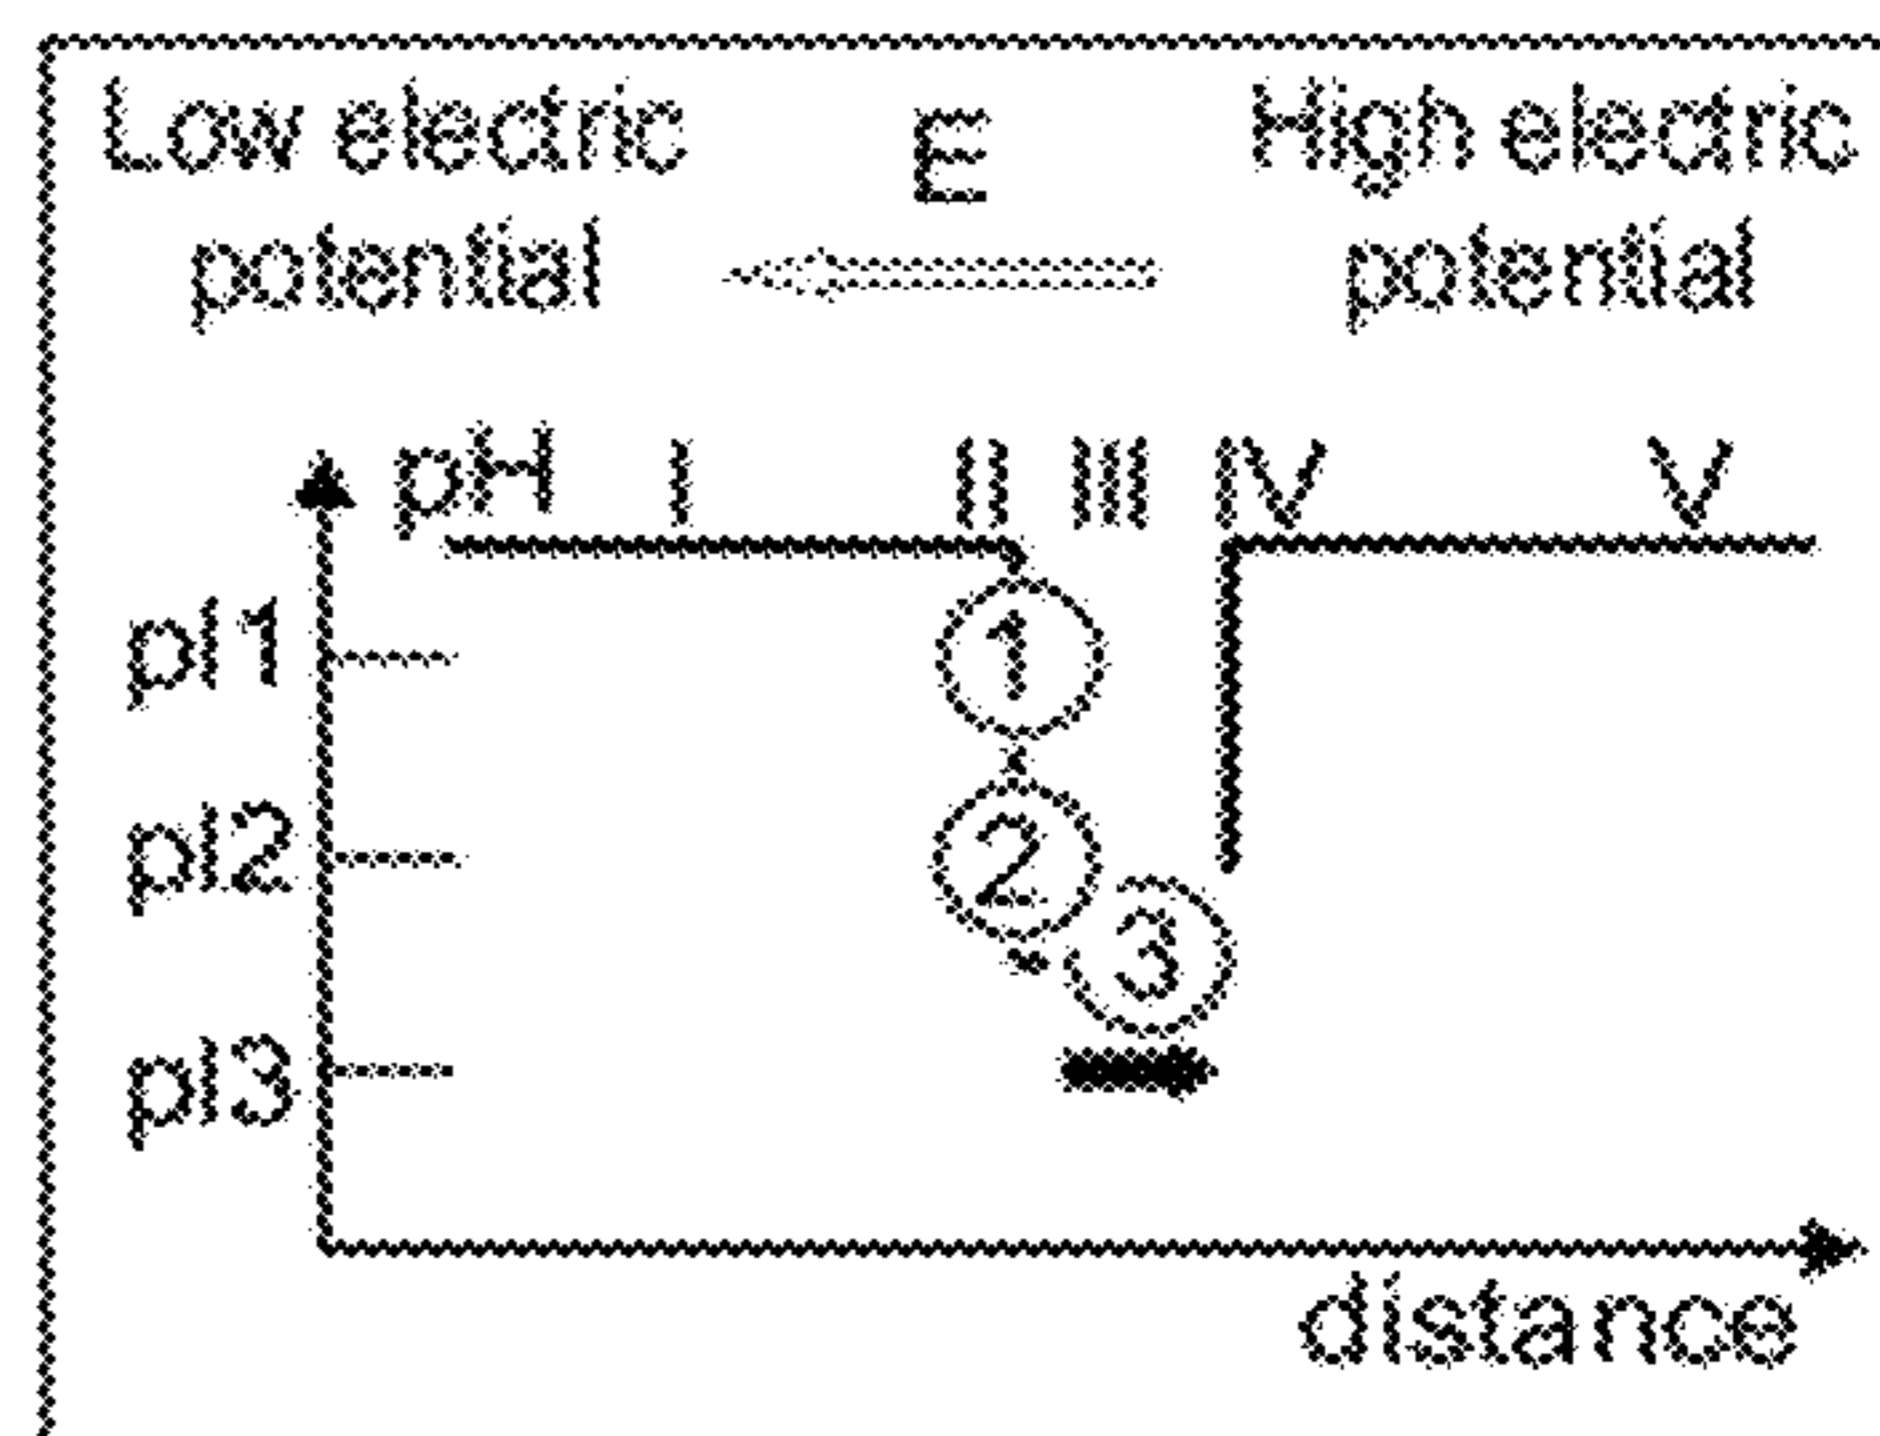 Low electric potential
E
High electric potential
pH
I
II
III
IV
V
pI1
1
pI2
2
3
pI3
distance